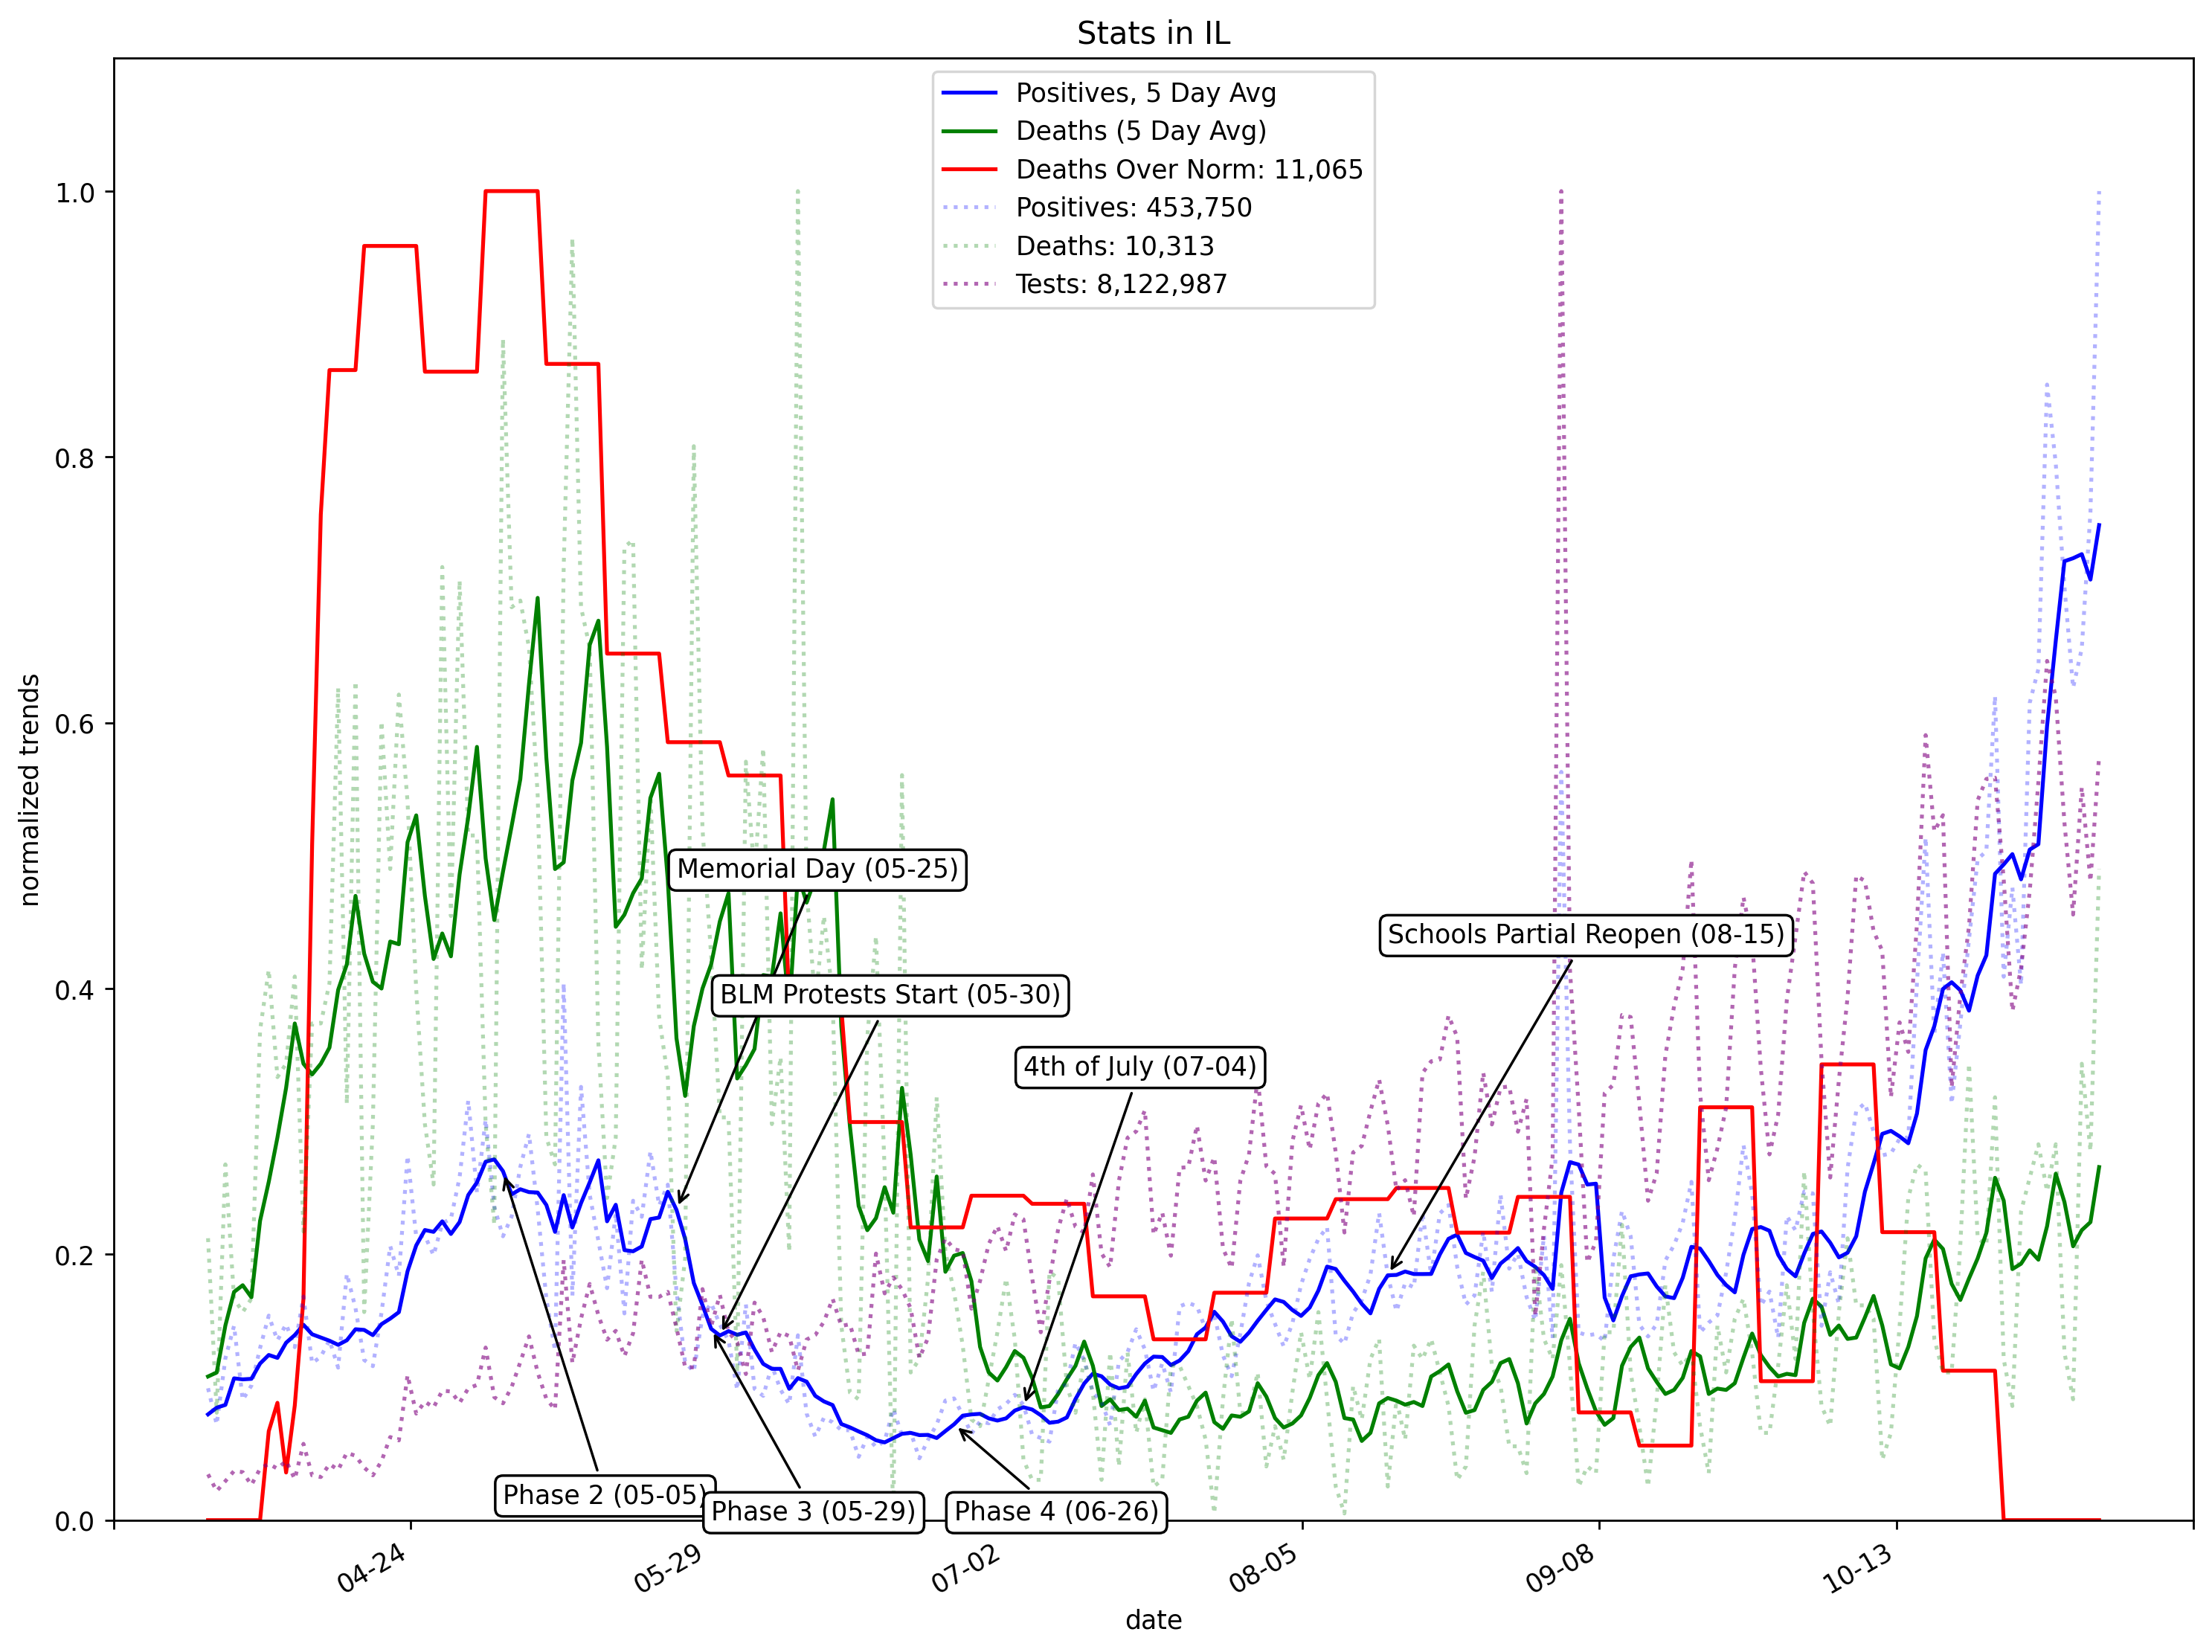 Stats in IL
Positives, 5 Day Avg
Deaths (5 Day Avg)
Deaths Over Norm: 11,065
Positives: 453,750
Deaths: 10,313
Tests: 8,122,987
normalized trends
1.0
0.8
0.6
0.4
0.2
0.0
Memorial Day (05-25)
Schools Partial Reopen (08-15)
BLM Protests Start (05-30)
4th of July (07-04)
Phase 2 (05-05)
Phase 3 (05-29)
Phase 4 (06-26)
04-24
05-29
07-02
08-05
09-08
10-13
date